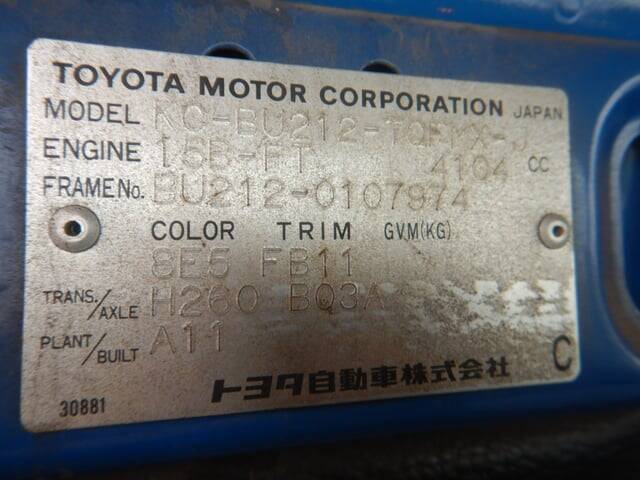 TOYOTA MOTOR CORPORATION JAPAN
MODEL KC-BU212-TQFMX-J
ENGINE 15B-FT 4104 CC
FRAME No. BU212-0107974
COLOR TRIM GVM(KG)
8E5 FB11
TRANS./AXLE H260 BQ3A
PLANT/BUILT A11
トヨタ自動車株式会社 C
30881